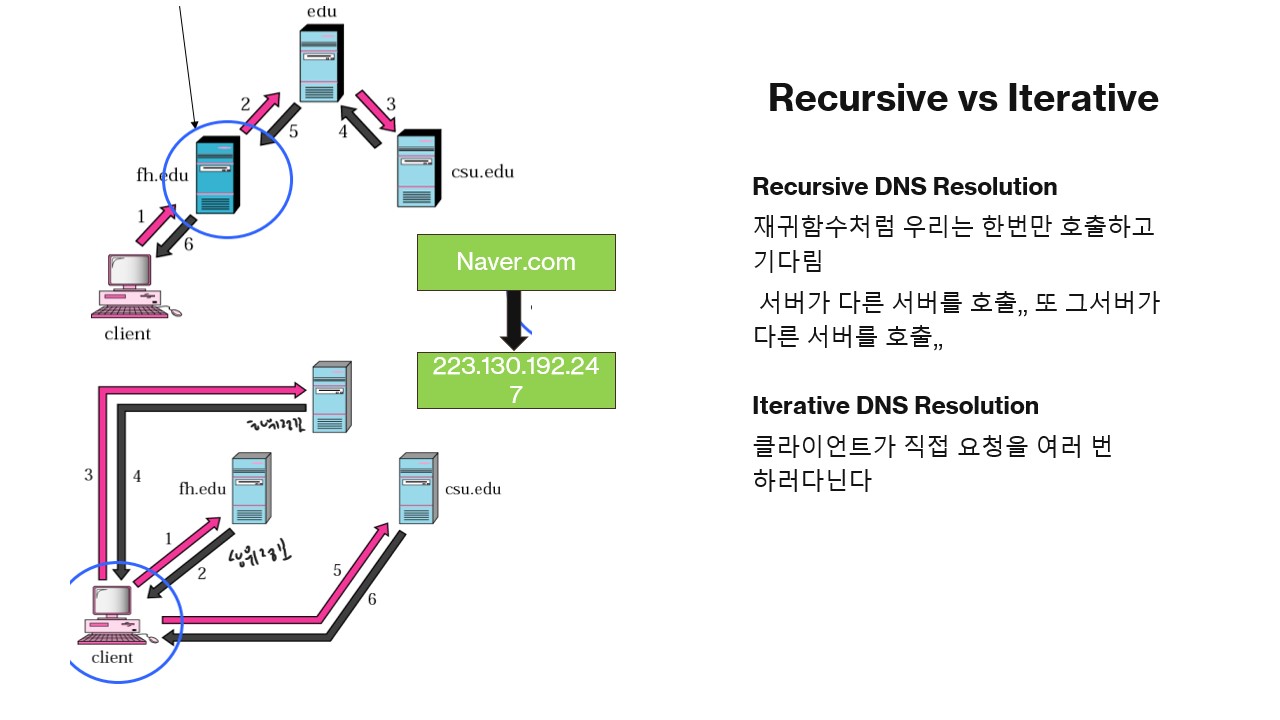 edu
2
3
5
4
fh.edu
csu.edu
1
6
client
Naver.com
223.130.192.24
7
3
4
fh.edu
csu.edu
1
2
5
6
client
Recursive vs Iterative
Recursive DNS Resolution
재귀함수처럼 우리는 한번만 호출하고
기다림
서버가 다른 서버를 호출,, 또 그서버가
다른 서버를 호출,,
Iterative DNS Resolution
클라이언트가 직접 요청을 여러 번
하러다닌다